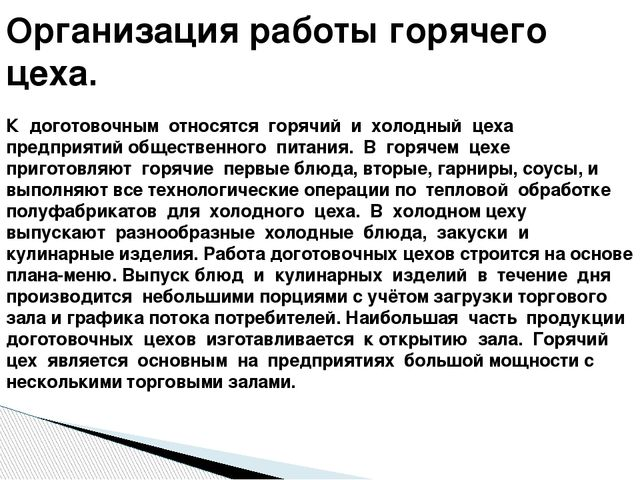 Организация работы горячего
цеха.
К доготовочным относятся горячий и холодный цеха
предприятий общественного питания. В горячем цехе
приготовляют горячие первые блюда, вторые, гарниры, соусы, и
выполняют все технологические операции по тепловой обработке
полуфабрикатов для холодного цеха. В холодном цеху
выпускают разнообразные холодные блюда, закуски и
кулинарные изделия. Работа доготовочных цехов строится на основе
плана-меню. Выпуск блюд и кулинарных изделий в течение дня
производится небольшими порциями с учётом загрузки торгового
зала и графика потока потребителей. Наибольшая часть продукции
доготовочных цехов изготавливается к открытию зала. Горячий
цех является основным на предприятиях большой мощности с
несколькими торговыми залами.